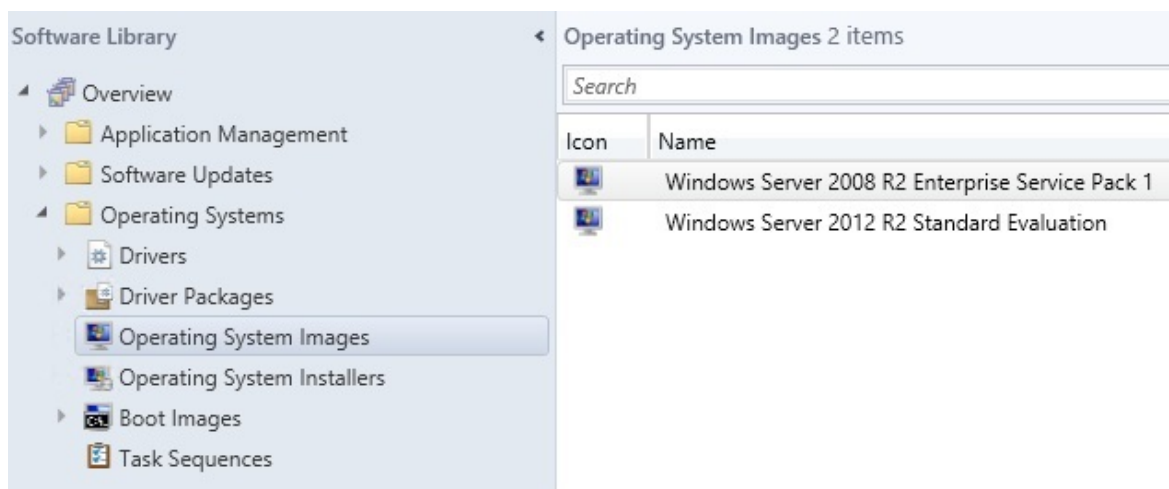 Software Library
Overview
Application Management
Software Updates
Operating Systems
Drivers
Driver Packages
Operating System Images
Operating System Installers
Boot Images
Task Sequences
Operating System Images 2 items
Search
Icon Name
Windows Server 2008 R2 Enterprise Service Pack 1
Windows Server 2012 R2 Standard Evaluation